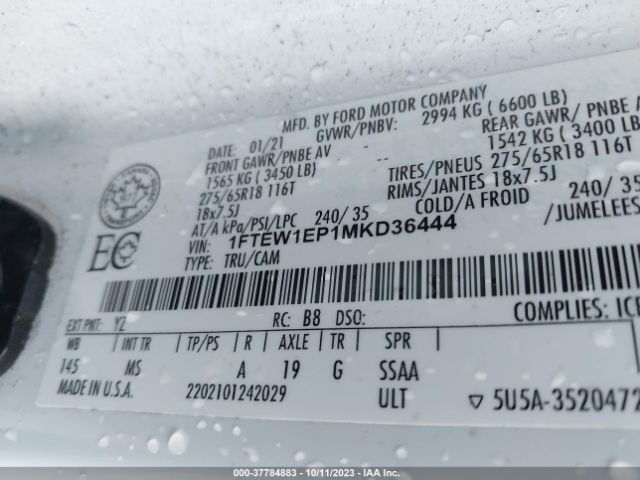 MFD. BY FORD MOTOR COMPANY
DATE: 01/21 GVWR/PNBV: 2994 KG ( 6600 LB)
FRONT GAWR/PNBE AV -- REAR GAWR/ PNBE A
1565 KG ( 3450 LB) 1542 KG ( 3400 LB)
275/65R18 116T TIRES/PNEUS 275/65R18 116T
18x7.5J RIMS/JANTES 18x7.5J
AT/A kPa/PSI/LPC 240/ 35 COLD/A FROID 240/ 35
VIN: 1FTEW1EP1MKD36444 /JUMELEES
TYPE: TRU/CAM
EC
EXT PNT: YZ RC: B8 DSO: COMPLIES: ICE
WB INT TR TP/PS R AXLE TR SPR
145 MS A 19 G SSAA
MADE IN U.S.A. 2202101242029 ULT ▽ 5U5A-3520472
000-37784883 - 10/11/2023 - IAA Inc.